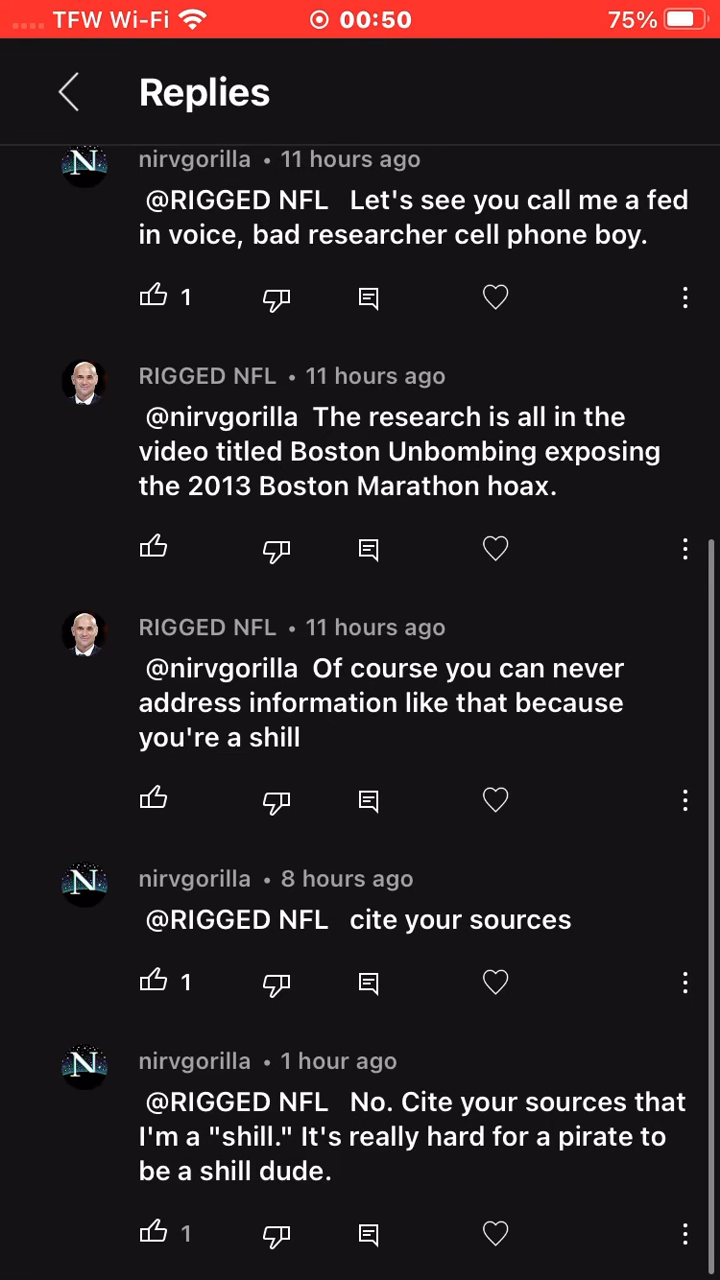 TFW Wi-Fi 00:50 75%
Replies
N
nirvgorilla • 11 hours ago
@RIGGED NFL Let's see you call me a fed
in voice, bad researcher cell phone boy.
1
RIGGED NFL • 11 hours ago
@nirvgorilla The research is all in the
video titled Boston Unbombing exposing
the 2013 Boston Marathon hoax.
RIGGED NFL • 11 hours ago
@nirvgorilla Of course you can never
address information like that because
you're a shill
N
nirvgorilla • 8 hours ago
@RIGGED NFL cite your sources
1
N
nirvgorilla • 1 hour ago
@RIGGED NFL No. Cite your sources that
I'm a "shill." It's really hard for a pirate to
be a shill dude.
1